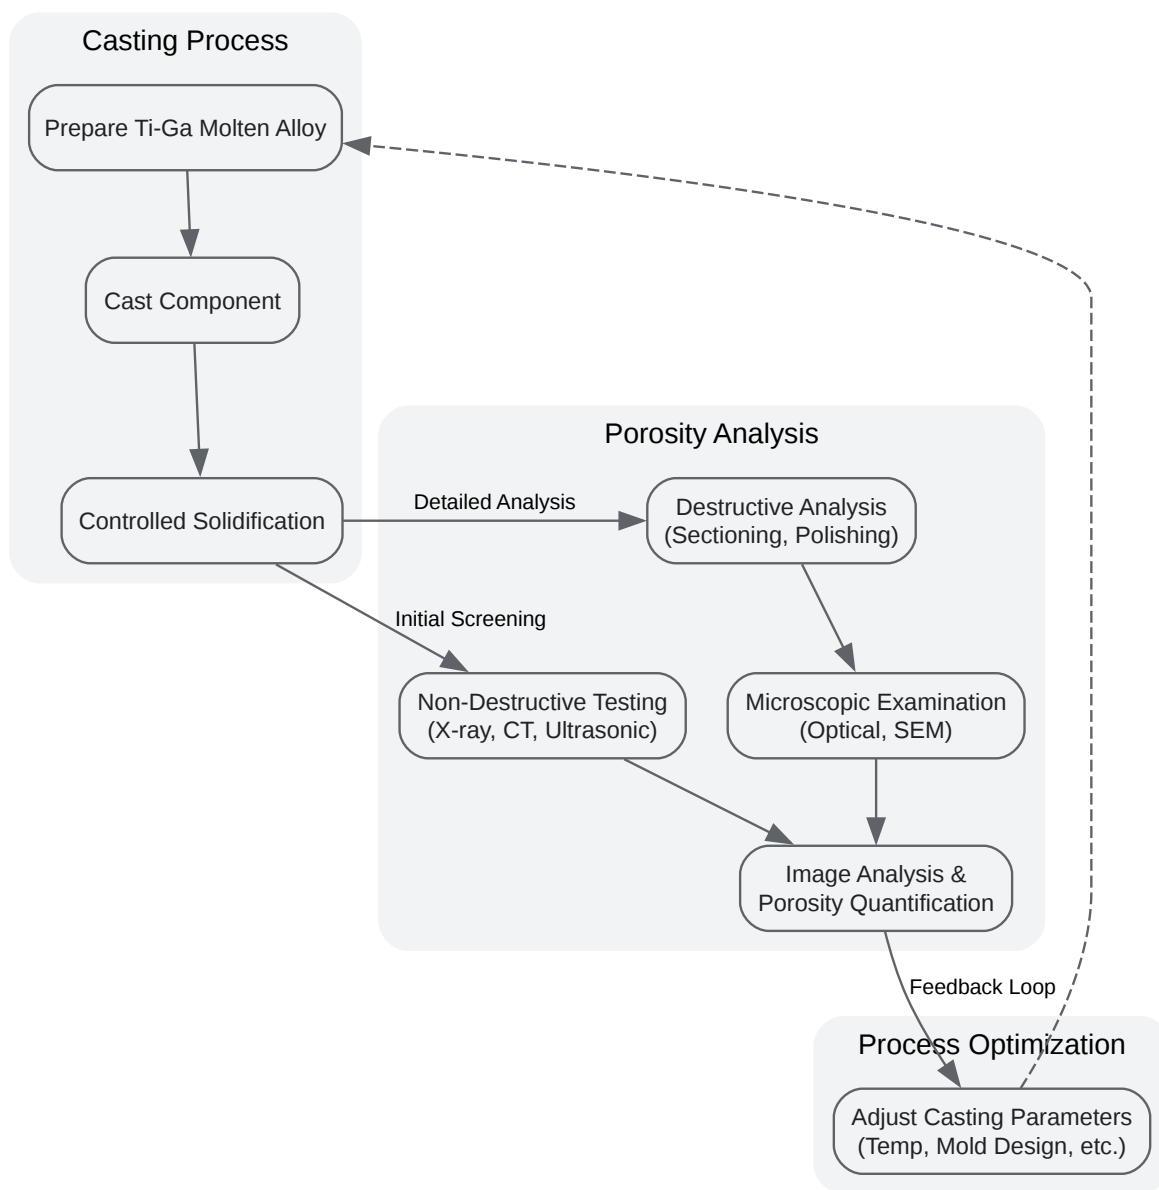 Casting Process
Prepare Ti-Ga Molten Alloy
Cast Component
Controlled Solidification
Porosity Analysis
Detailed Analysis
Destructive Analysis
(Sectioning, Polishing)
Initial Screening
Non-Destructive Testing
(X-ray, CT, Ultrasonic)
Microscopic Examination
(Optical, SEM)
Image Analysis &
Porosity Quantification
Feedback Loop
Process Optimization
Adjust Casting Parameters
(Temp, Mold Design, etc.)